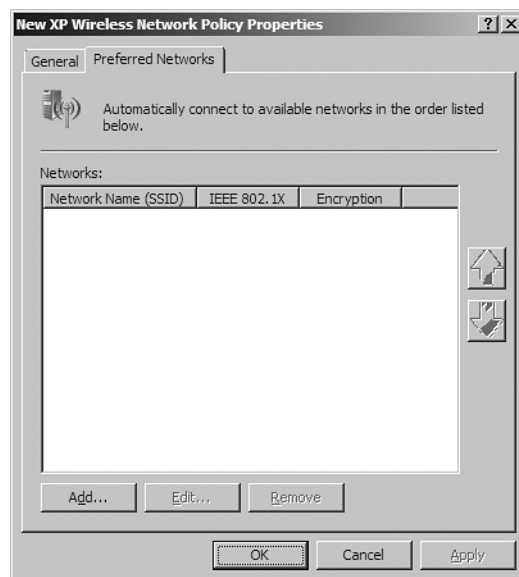 New XP Wireless Network Policy Properties
General Preferred Networks
Automatically connect to available networks in the order listed
below.
Networks:
Network Name (SSID) IEEE 802.1X Encryption
Add... Edit... Remove
OK Cancel Apply